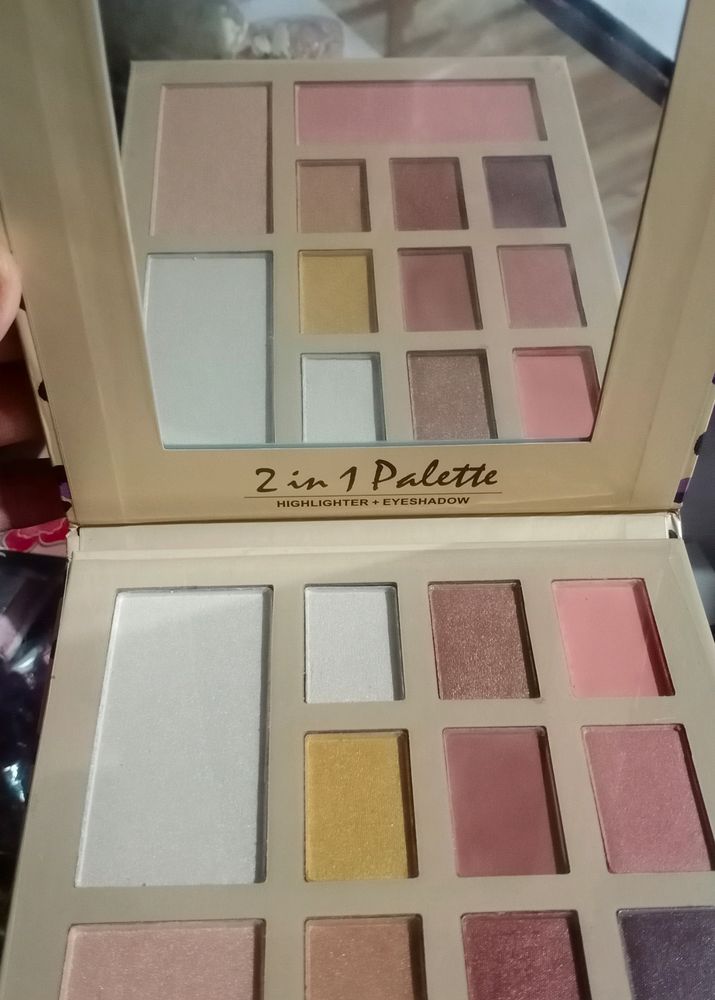 2 in 1 Palette
HIGHLIGHTER + EYESHADOW